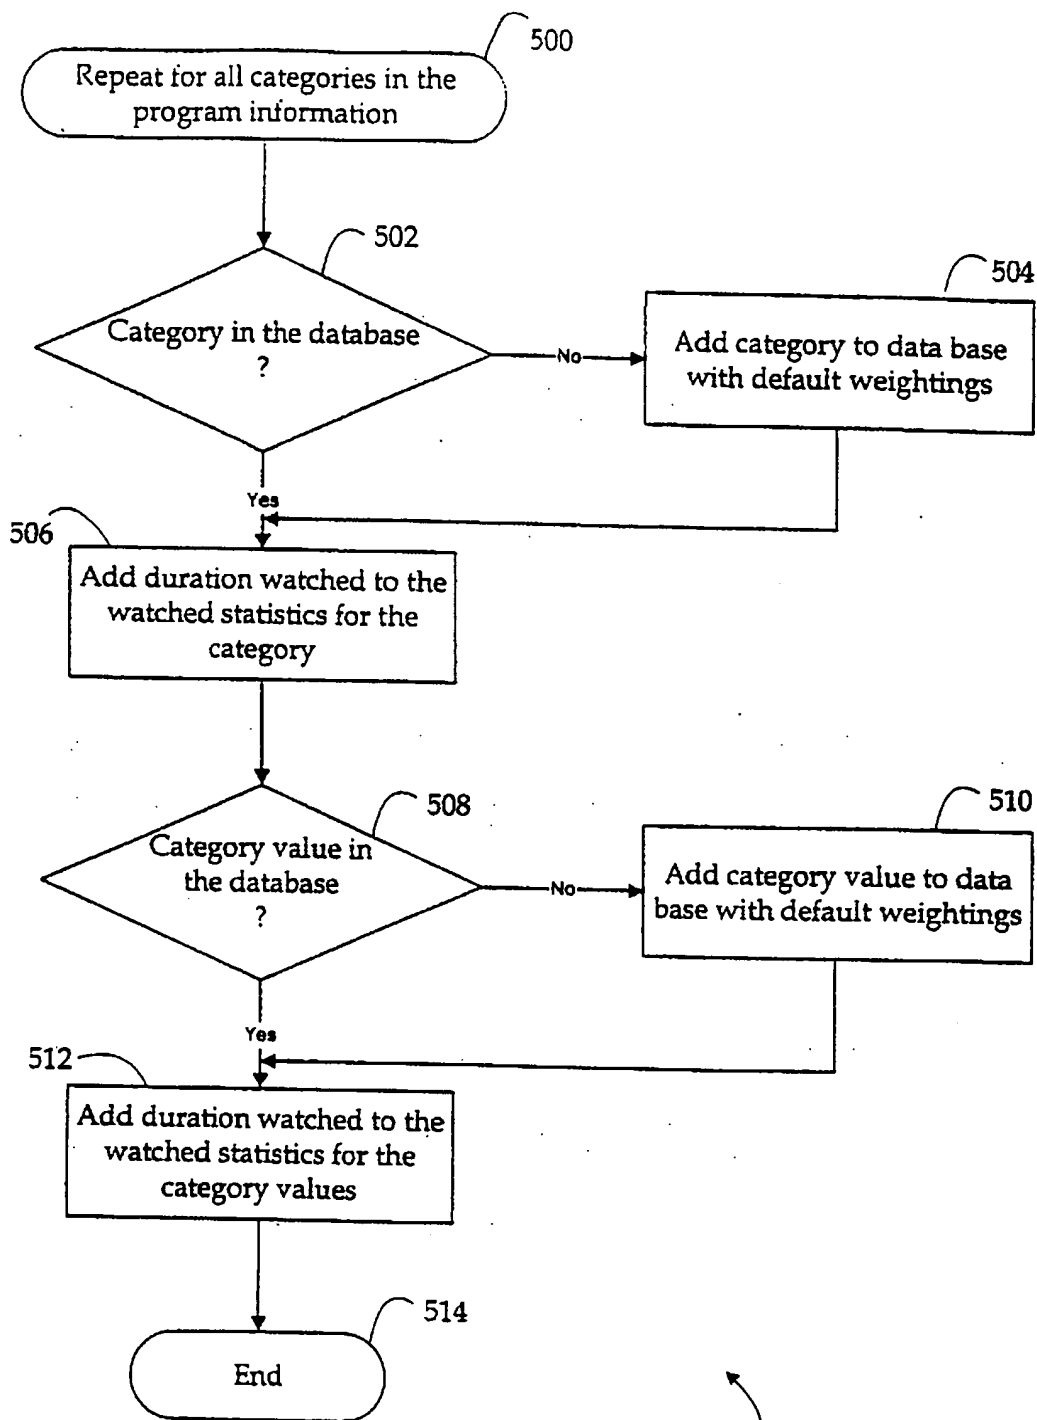 500
Repeat for all categories in the
program information
502
Category in the database
?
No
504
Add category to data base
with default weightings
Yes
506
Add duration watched to the
watched statistics for the
category
508
Category value in
the database
?
No
510
Add category value to data
base with default weightings
Yes
512
Add duration watched to the
watched statistics for the
category values
514
End